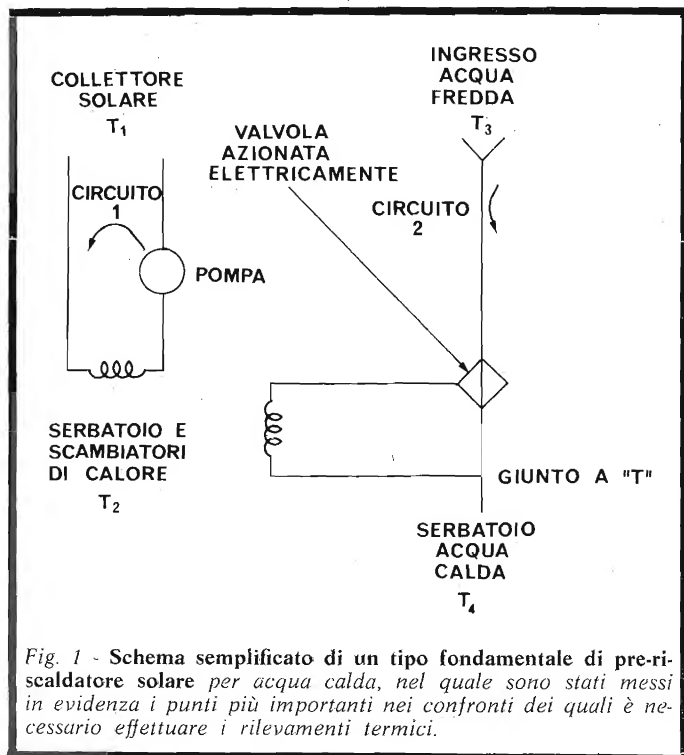 COLLETTORE
SOLARE
T1
CIRCUITO
1
POMPA
SERBATOIO E
SCAMBIATORI
DI CALORE
T2
VALVOLA
AZIONATA
ELETTRICAMENTE
INGRESSO
ACQUA
FREDDA
T3
CIRCUITO
2
GIUNTO A "T"
SERBATOIO
ACQUA
CALDA
T4
Fig. 1 - Schema semplificato di un tipo fondamentale di pre-ri-
scaldatore solare per acqua calda, nel quale sono stati messi
in evidenza i punti più importanti nei confronti dei quali è ne-
cessario effettuare i rilevamenti termici.